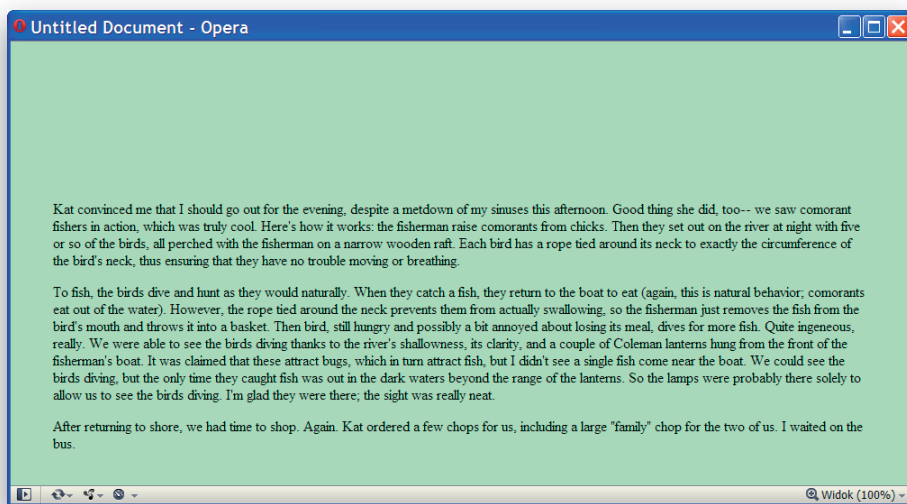 Untitled Document - Opera
Kat convinced me that I should go out for the evening, despite a metdown of my sinuses this afternoon. Good thing she did, too-- we saw comorant
fishers in action, which was truly cool. Here's how it works: the fisherman raise comorants from chicks. Then they set out on the river at night with five
or so of the birds, all perched with the fisherman on a narrow wooden raft. Each bird has a rope tied around its neck to exactly the circumference of
the bird's neck, thus ensuring that they have no trouble moving or breathing.
To fish, the birds dive and hunt as they would naturally. When they catch a fish, they return to the boat to eat (again, this is natural behavior; comorants
eat out of the water). However, the rope tied around the neck prevents them from actually swallowing, so the fisherman just removes the fish from the
bird's mouth and throws it into a basket. Then bird, still hungry and possibly a bit annoyed about losing its meal, dives for more fish. Quite ingeneous,
really. We were able to see the birds diving thanks to the river's shallowness, its clarity, and a couple of Coleman lanterns hung from the front of the
fisherman's boat. It was claimed that these attract bugs, which in turn attract fish, but I didn't see a single fish come near the boat. We could see the
birds diving, but the only time they caught fish was out in the dark waters beyond the range of the lanterns. So the lamps were probably there solely to
allow us to see the birds diving. I'm glad they were there; the sight was really neat.
After returning to shore, we had time to shop. Again. Kat ordered a few chops for us, including a large "family" chop for the two of us. I waited on the
bus.
Widok (100%)